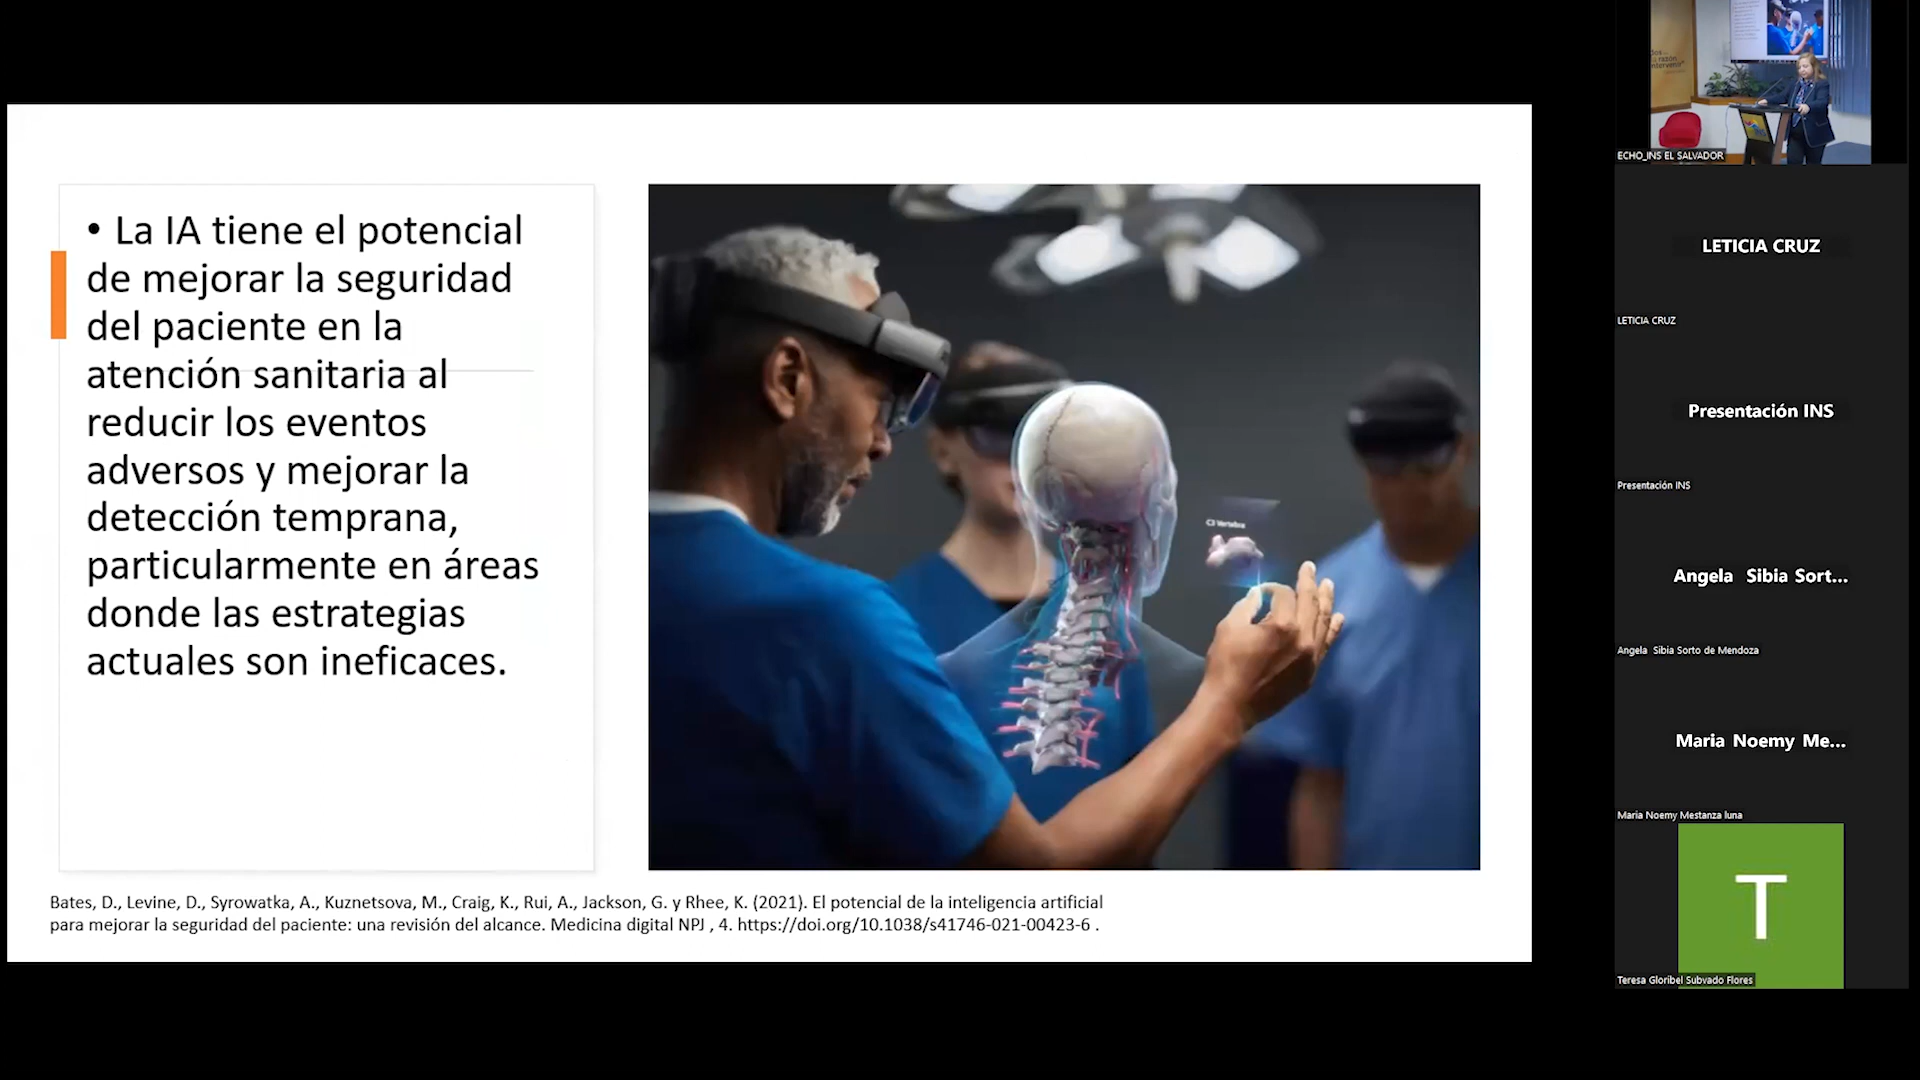 • La IA tiene el potencial
de mejorar la seguridad
del paciente en la
atención sanitaria al
reducir los eventos
adversos y mejorar la
detección temprana,
particularmente en áreas
donde las estrategias
actuales son ineficaces.
C3 Vertebra
Bates, D., Levine, D., Syrowatka, A., Kuznetsova, M., Craig, K., Rui, A., Jackson, G. y Rhee, K. (2021). El potencial de la inteligencia artificial
para mejorar la seguridad del paciente: una revisión del alcance. Medicina digital NPJ , 4. https://doi.org/10.1038/s41746-021-00423-6 .
razón
ECHO_INS EL SALVADOR
LETICIA CRUZ
LETICIA CRUZ
Presentación INS
Presentación INS
Angela Sibia Sort...
Angela Sibia Sorto de Mendoza
Maria Noemy Me...
Maria Noemy Mestanza luna
T
Teresa Gloribel Subvado Flores